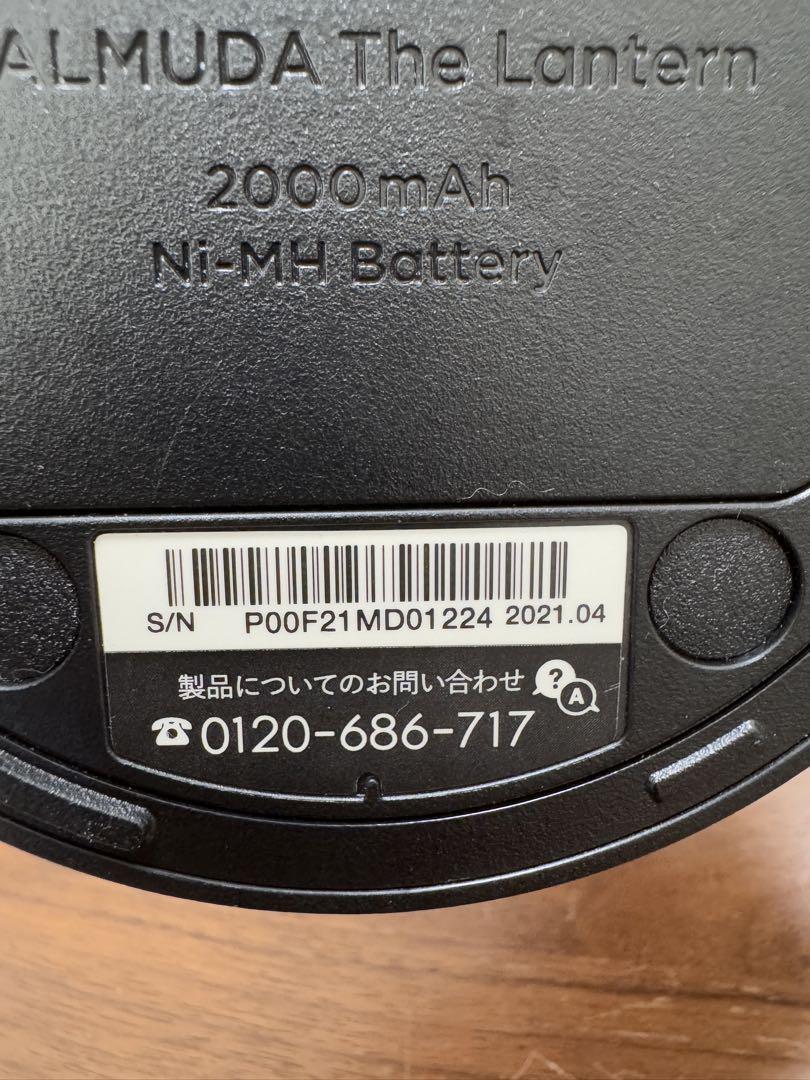 ALMUDA The Lantern
2000mAh
Ni-MH Battery
S/N P00F21MD01224 2021.04
製品についてのお問い合わせ ? A
☎0120-686-717